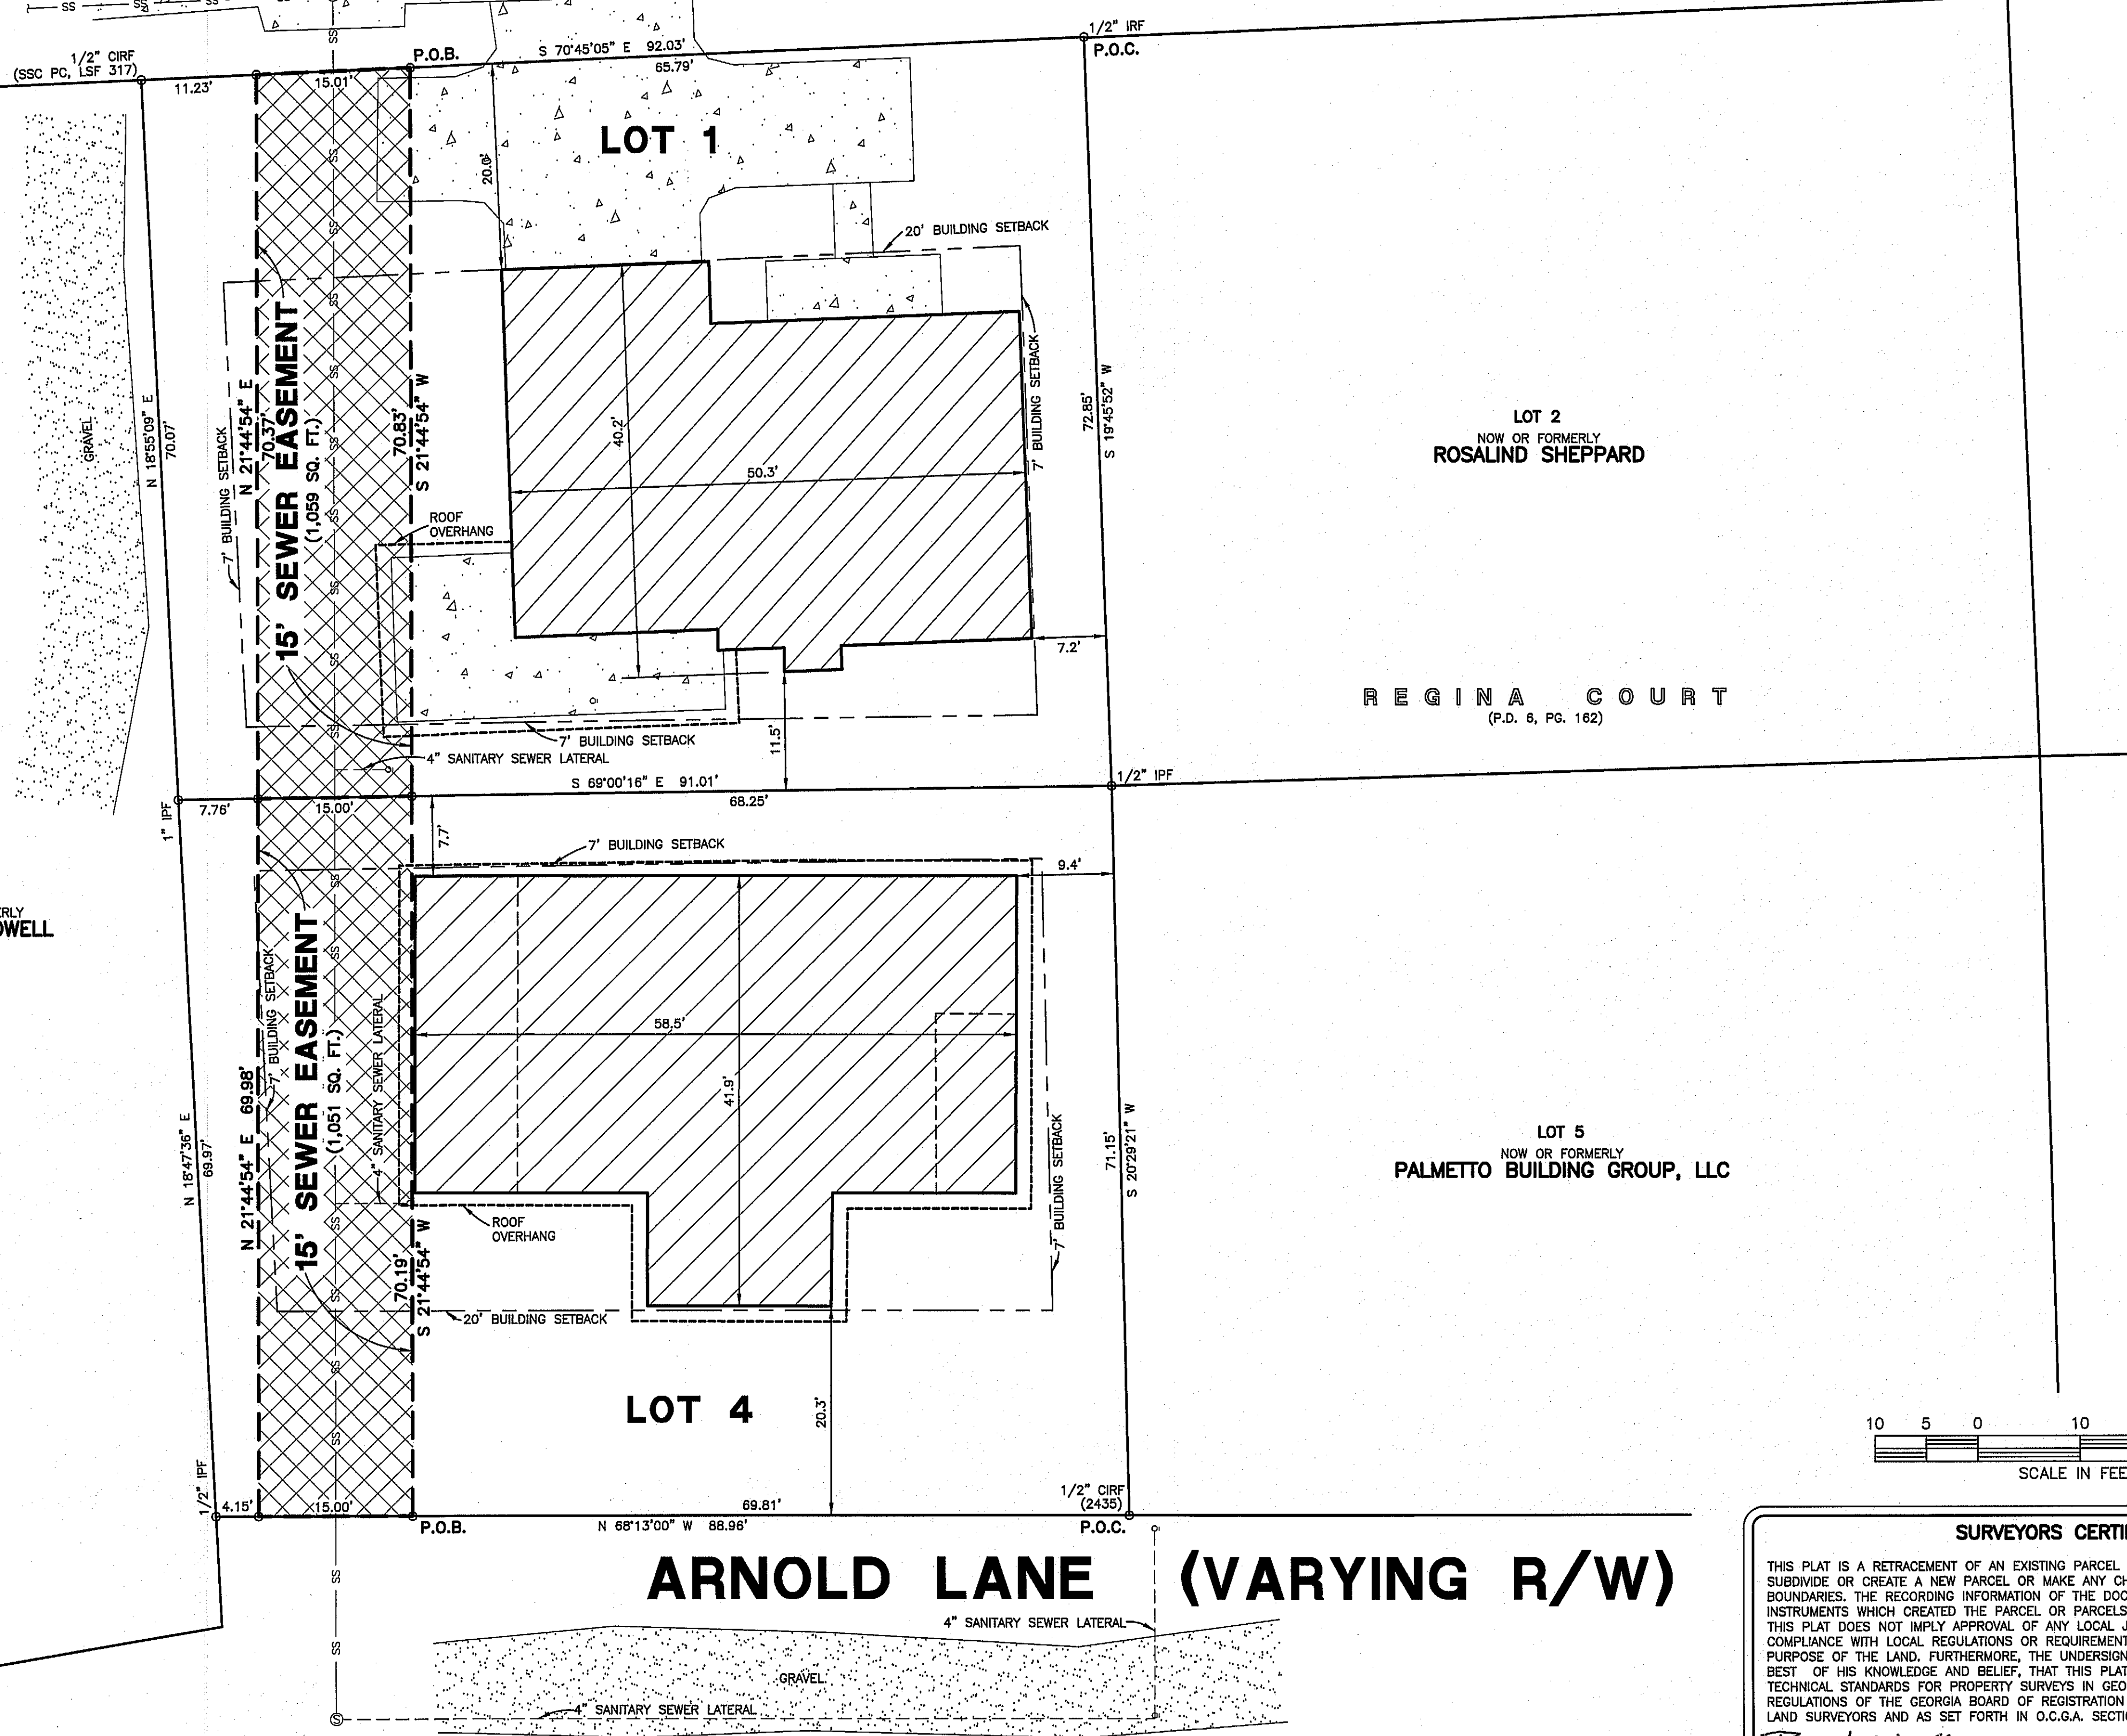 SS SS SS
1/2" CIRF
(SSC PC, LSF 317)
11.23'
15.01'
P.O.B.
S 70°45'05" E 92.03'
65.79'
1/2" IRF
P.O.C.
LOT 1
20.0'
20' BUILDING SETBACK
7' BUILDING SETBACK
GRAVEL
N 18°55'09" E
70.07'
7' BUILDING SETBACK
N 21°44'54" E
70.37'
15' SEWER EASEMENT
(1,059 SQ. FT.)
70.83'
S 21°44'54" W
ROOF
OVERHANG
40.2'
50.3'
72.85'
S 19°45'52" W
7.2'
11.5'
7' BUILDING SETBACK
4" SANITARY SEWER LATERAL
LOT 2
NOW OR FORMERLY
ROSALIND SHEPPARD
REGINA COURT
(P.D. 6, PG. 162)
1" IPF
7.76'
15.00'
S 69°00'16" E 91.01'
68.25'
1/2" IPF
7.7'
7' BUILDING SETBACK
9.4'
ERLY
OWELL
7' BUILDING SETBACK
15' SEWER EASEMENT
(1,051 SQ. FT.)
4" SANITARY SEWER LATERAL
58.5'
41.9'
N 18°47'36" E
69.97'
N 21°44'54" E 69.98'
70.19'
S 21°44'54" W
ROOF
OVERHANG
20' BUILDING SETBACK
7' BUILDING SETBACK
71.15'
S 20°29'21" W
LOT 5
NOW OR FORMERLY
PALMETTO BUILDING GROUP, LLC
LOT 4
20.3'
1/2" IPF
4.15'
15.00'
P.O.B.
69.81'
N 68°13'00" W 88.96'
1/2" CIRF
(2435)
P.O.C.
10 5 0 10
SCALE IN FEE
ARNOLD LANE (VARYING R/W)
4" SANITARY SEWER LATERAL
GRAVEL
4" SANITARY SEWER LATERAL
S
SURVEYORS CERTI
THIS PLAT IS A RETRACEMENT OF AN EXISTING PARCEL
SUBDIVIDE OR CREATE A NEW PARCEL OR MAKE ANY CH
BOUNDARIES. THE RECORDING INFORMATION OF THE DOC
INSTRUMENTS WHICH CREATED THE PARCEL OR PARCELS
THIS PLAT DOES NOT IMPLY APPROVAL OF ANY LOCAL J
COMPLIANCE WITH LOCAL REGULATIONS OR REQUIREMENT
PURPOSE OF THE LAND. FURTHERMORE, THE UNDERSIGN
BEST OF HIS KNOWLEDGE AND BELIEF, THAT THIS PLAT
TECHNICAL STANDARDS FOR PROPERTY SURVEYS IN GEO
REGULATIONS OF THE GEORGIA BOARD OF REGISTRATION
LAND SURVEYORS AND AS SET FORTH IN O.C.G.A. SECTI